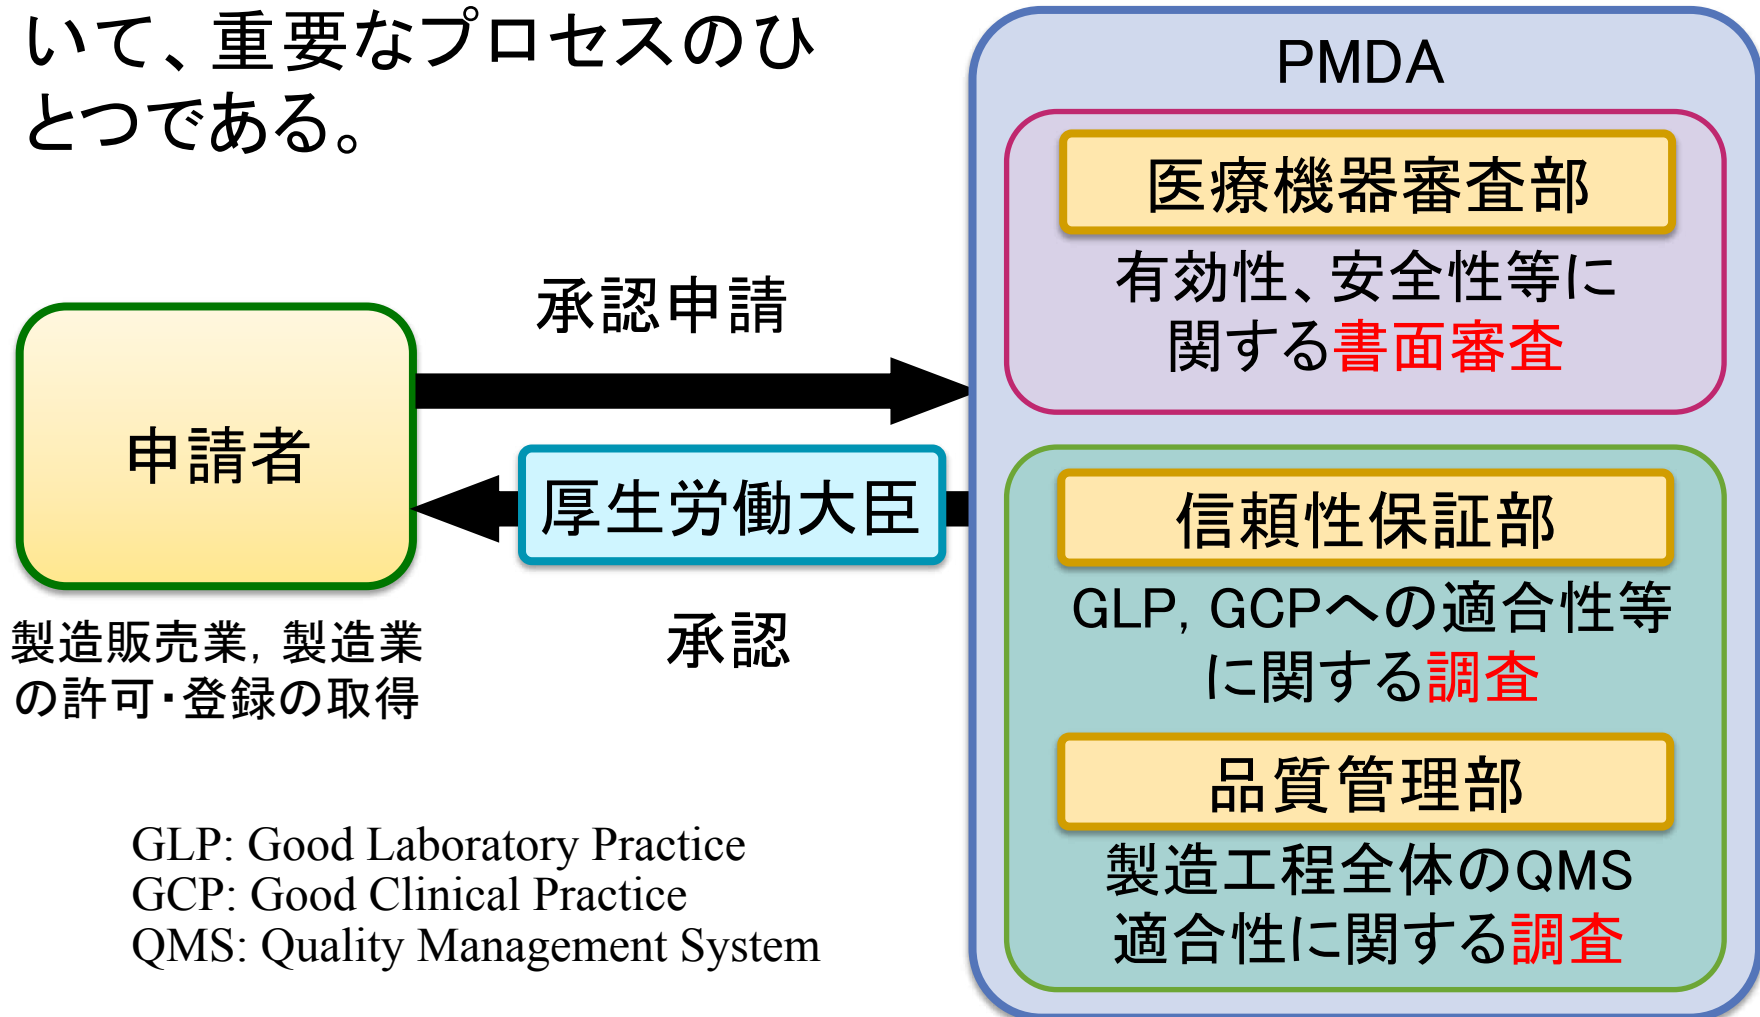 いて、重要なプロセスのひ
とつである。
PMDA
医療機器審査部
有効性、安全性等に
関する書面審査
承認申請
申請者
厚生労働大臣
承認
製造販売業, 製造業
の許可・登録の取得
信頼性保証部
GLP, GCPへの適合性等
に関する調査
品質管理部
製造工程全体のQMS
適合性に関する調査
GLP: Good Laboratory Practice
GCP: Good Clinical Practice
QMS: Quality Management System